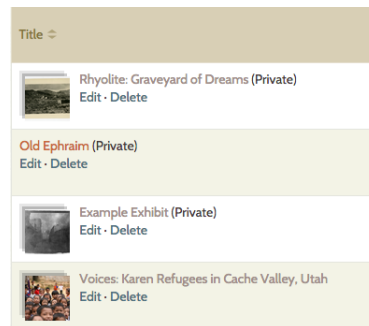 Title
Rhyolite: Graveyard of Dreams (Private)
Edit · Delete
Old Ephraim (Private)
Edit · Delete
Example Exhibit (Private)
Edit · Delete
Voices: Karen Refugees in Cache Valley, Utah
Edit · Delete